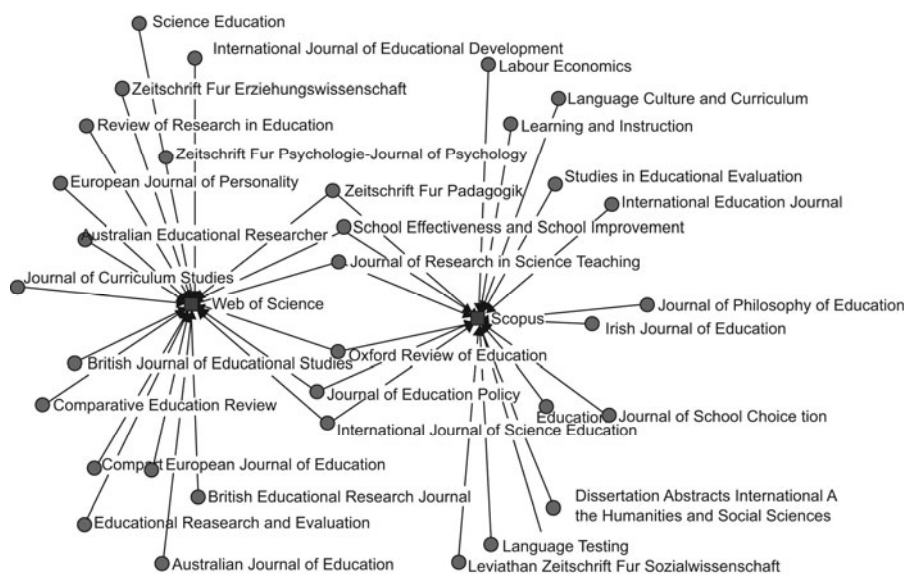 Science Education
International Journal of Educational Development
Labour Economics
Zeitschrift Fur Erziehungswissenschaft
Language Culture and Curriculum
Review of Research in Education
Learning and Instruction
Zeitschrift Fur Psychologie-Journal of Psychology
European Journal of Personality
Zeitschrift Fur Padagogik
Studies in Educational Evaluation
International Education Journal
Australian Educational Researcher
School Effectiveness and School Improvement
Journal of Research in Science Teaching
Journal of Curriculum Studies
Web of Science
Scopus
Journal of Philosophy of Education
Irish Journal of Education
British Journal of Educational Studies
Oxford Review of Education
Journal of Education Policy
Comparative Education Review
Education
Journal of School Choice tion
International Journal of Science Education
Compart European Journal of Education
British Educational Research Journal
Dissertation Abstracts International A
the Humanities and Social Sciences
Educational Reasearch and Evaluation
Language Testing
Australian Journal of Education
Leviathan Zeitschrift Fur Sozialwissenschaft